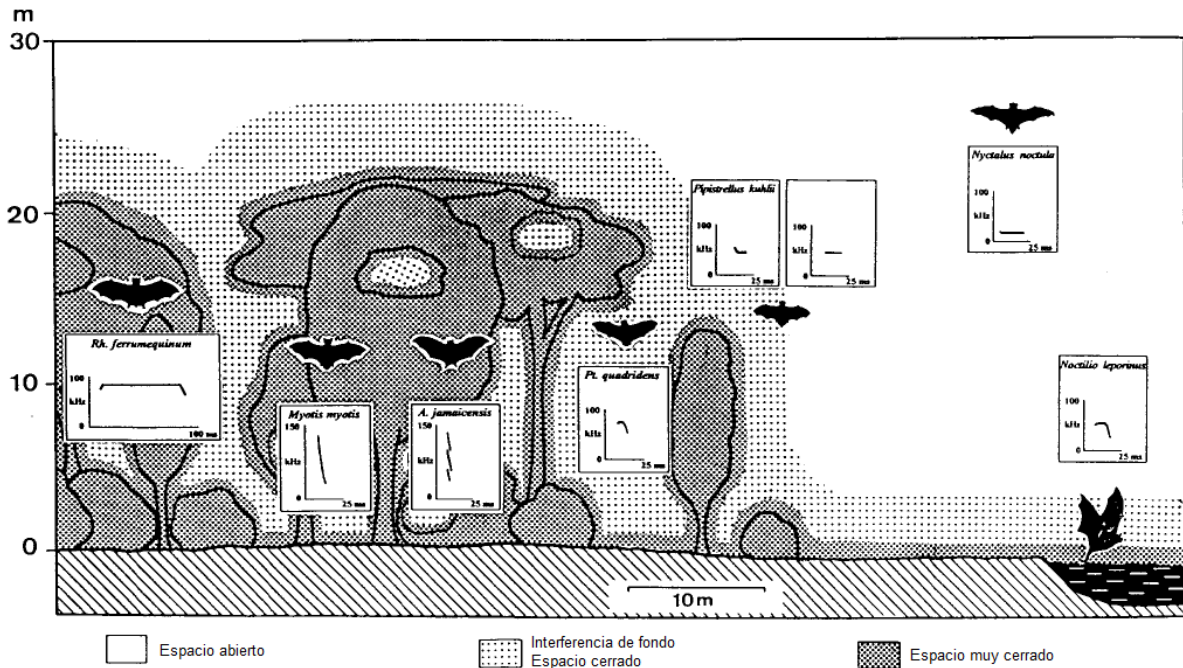 m
30
20
10
0
Nyctalus noctula
100
kHz
0
25 ms
Pipistrellus kuhlii
100
kHz
0
25 ms
100
kHz
0
25 ms
Rh. ferrumequinum
100
kHz
0
100 ms
Myotis myotis
150
kHz
0
25 ms
A. jamaicensis
150
kHz
0
25 ms
Pt. quadridens
100
kHz
0
25 ms
Noctilio leporinus
100
kHz
0
25 ms
10 m
Espacio abierto
Interferencia de fondo
Espacio cerrado
Espacio muy cerrado